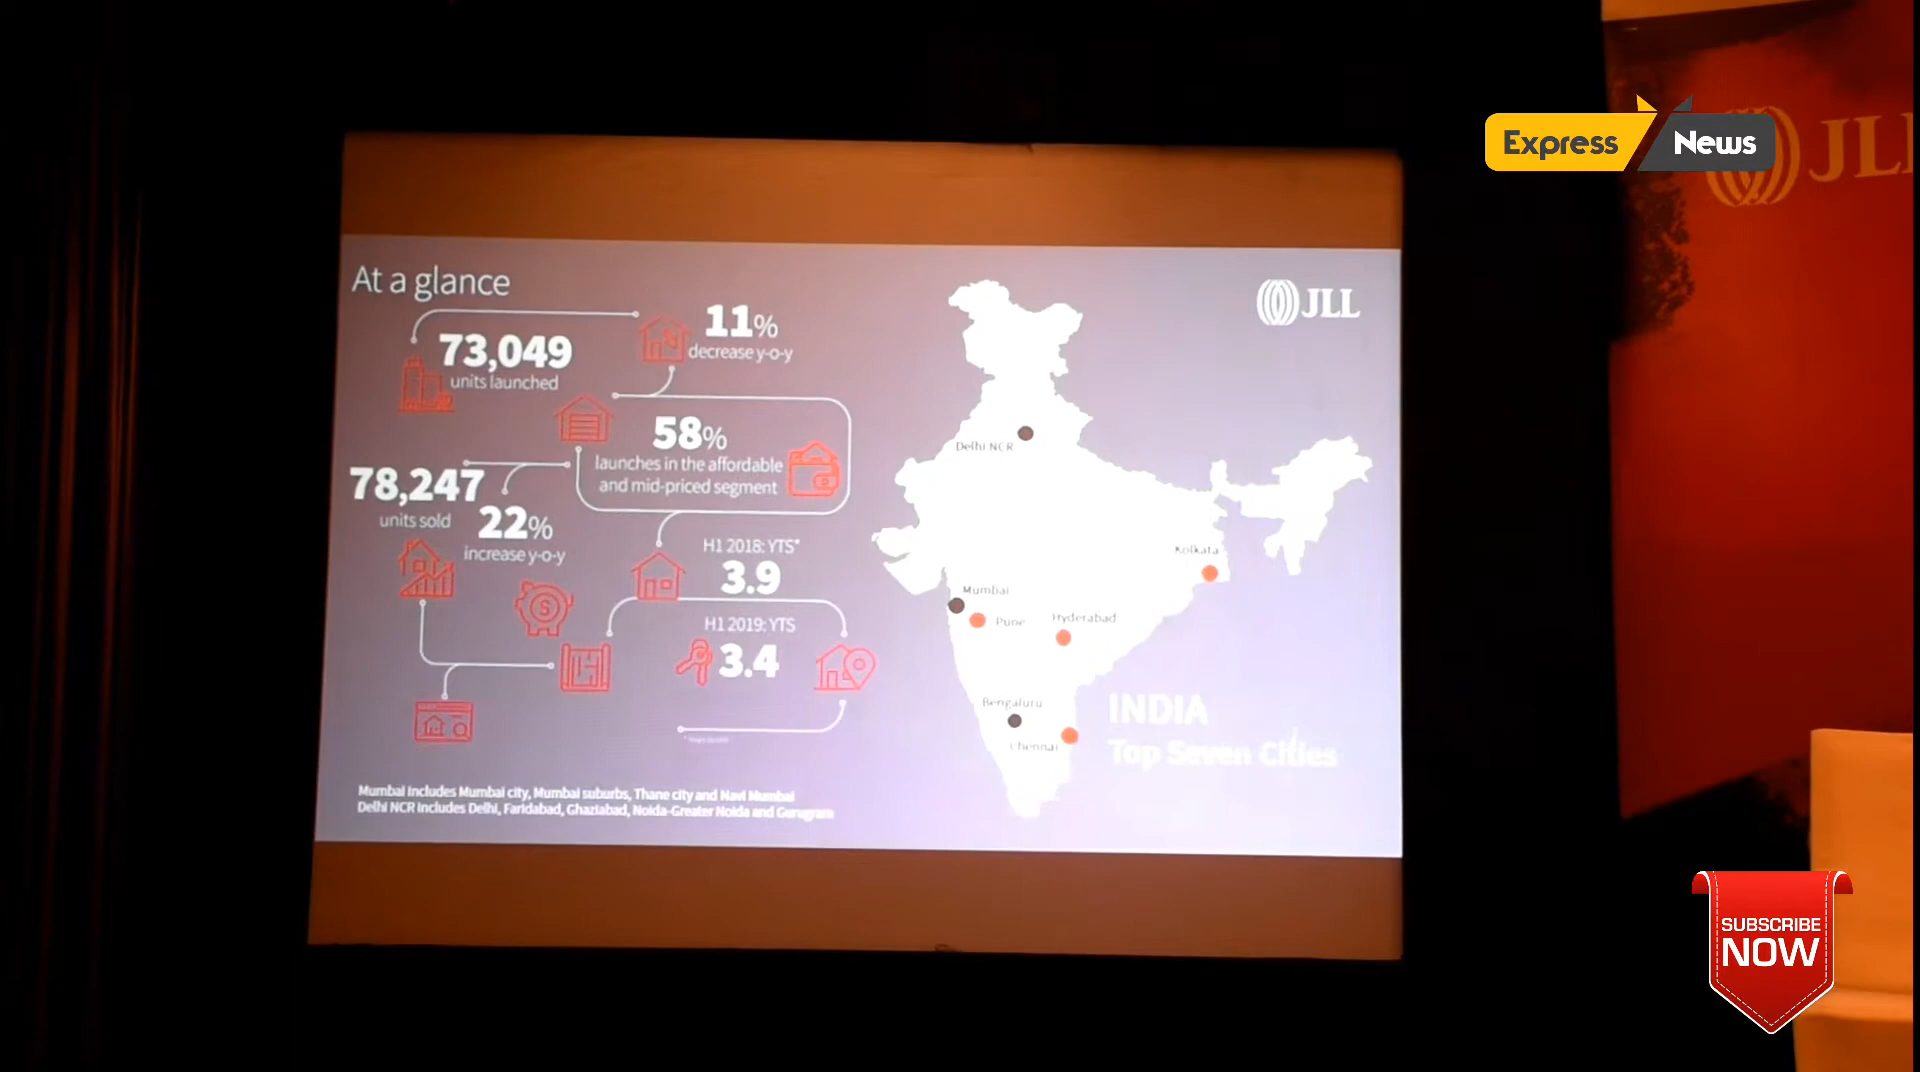 Express News
JLL
At a glance
JLL
11%
decrease y-o-y
73,049
units launched
58%
launches in the affordable
and mid-priced segment
78,247
units sold
22%
increase y-o-y
H1 2018: YTS*
3.9
H1 2019: YTS
3.4
Delhi NCR
Kolkata
Mumbai
Pune
Hyderabad
Bengaluru
Chennai
INDIA
Top Seven Cities
Mumbai includes Mumbai city, Mumbai suburbs, Thane city and Navi Mumbai
Delhi NCR includes Delhi, Faridabad, Ghaziabad, Noida-Greater Noida and Gurugram
SUBSCRIBE
NOW